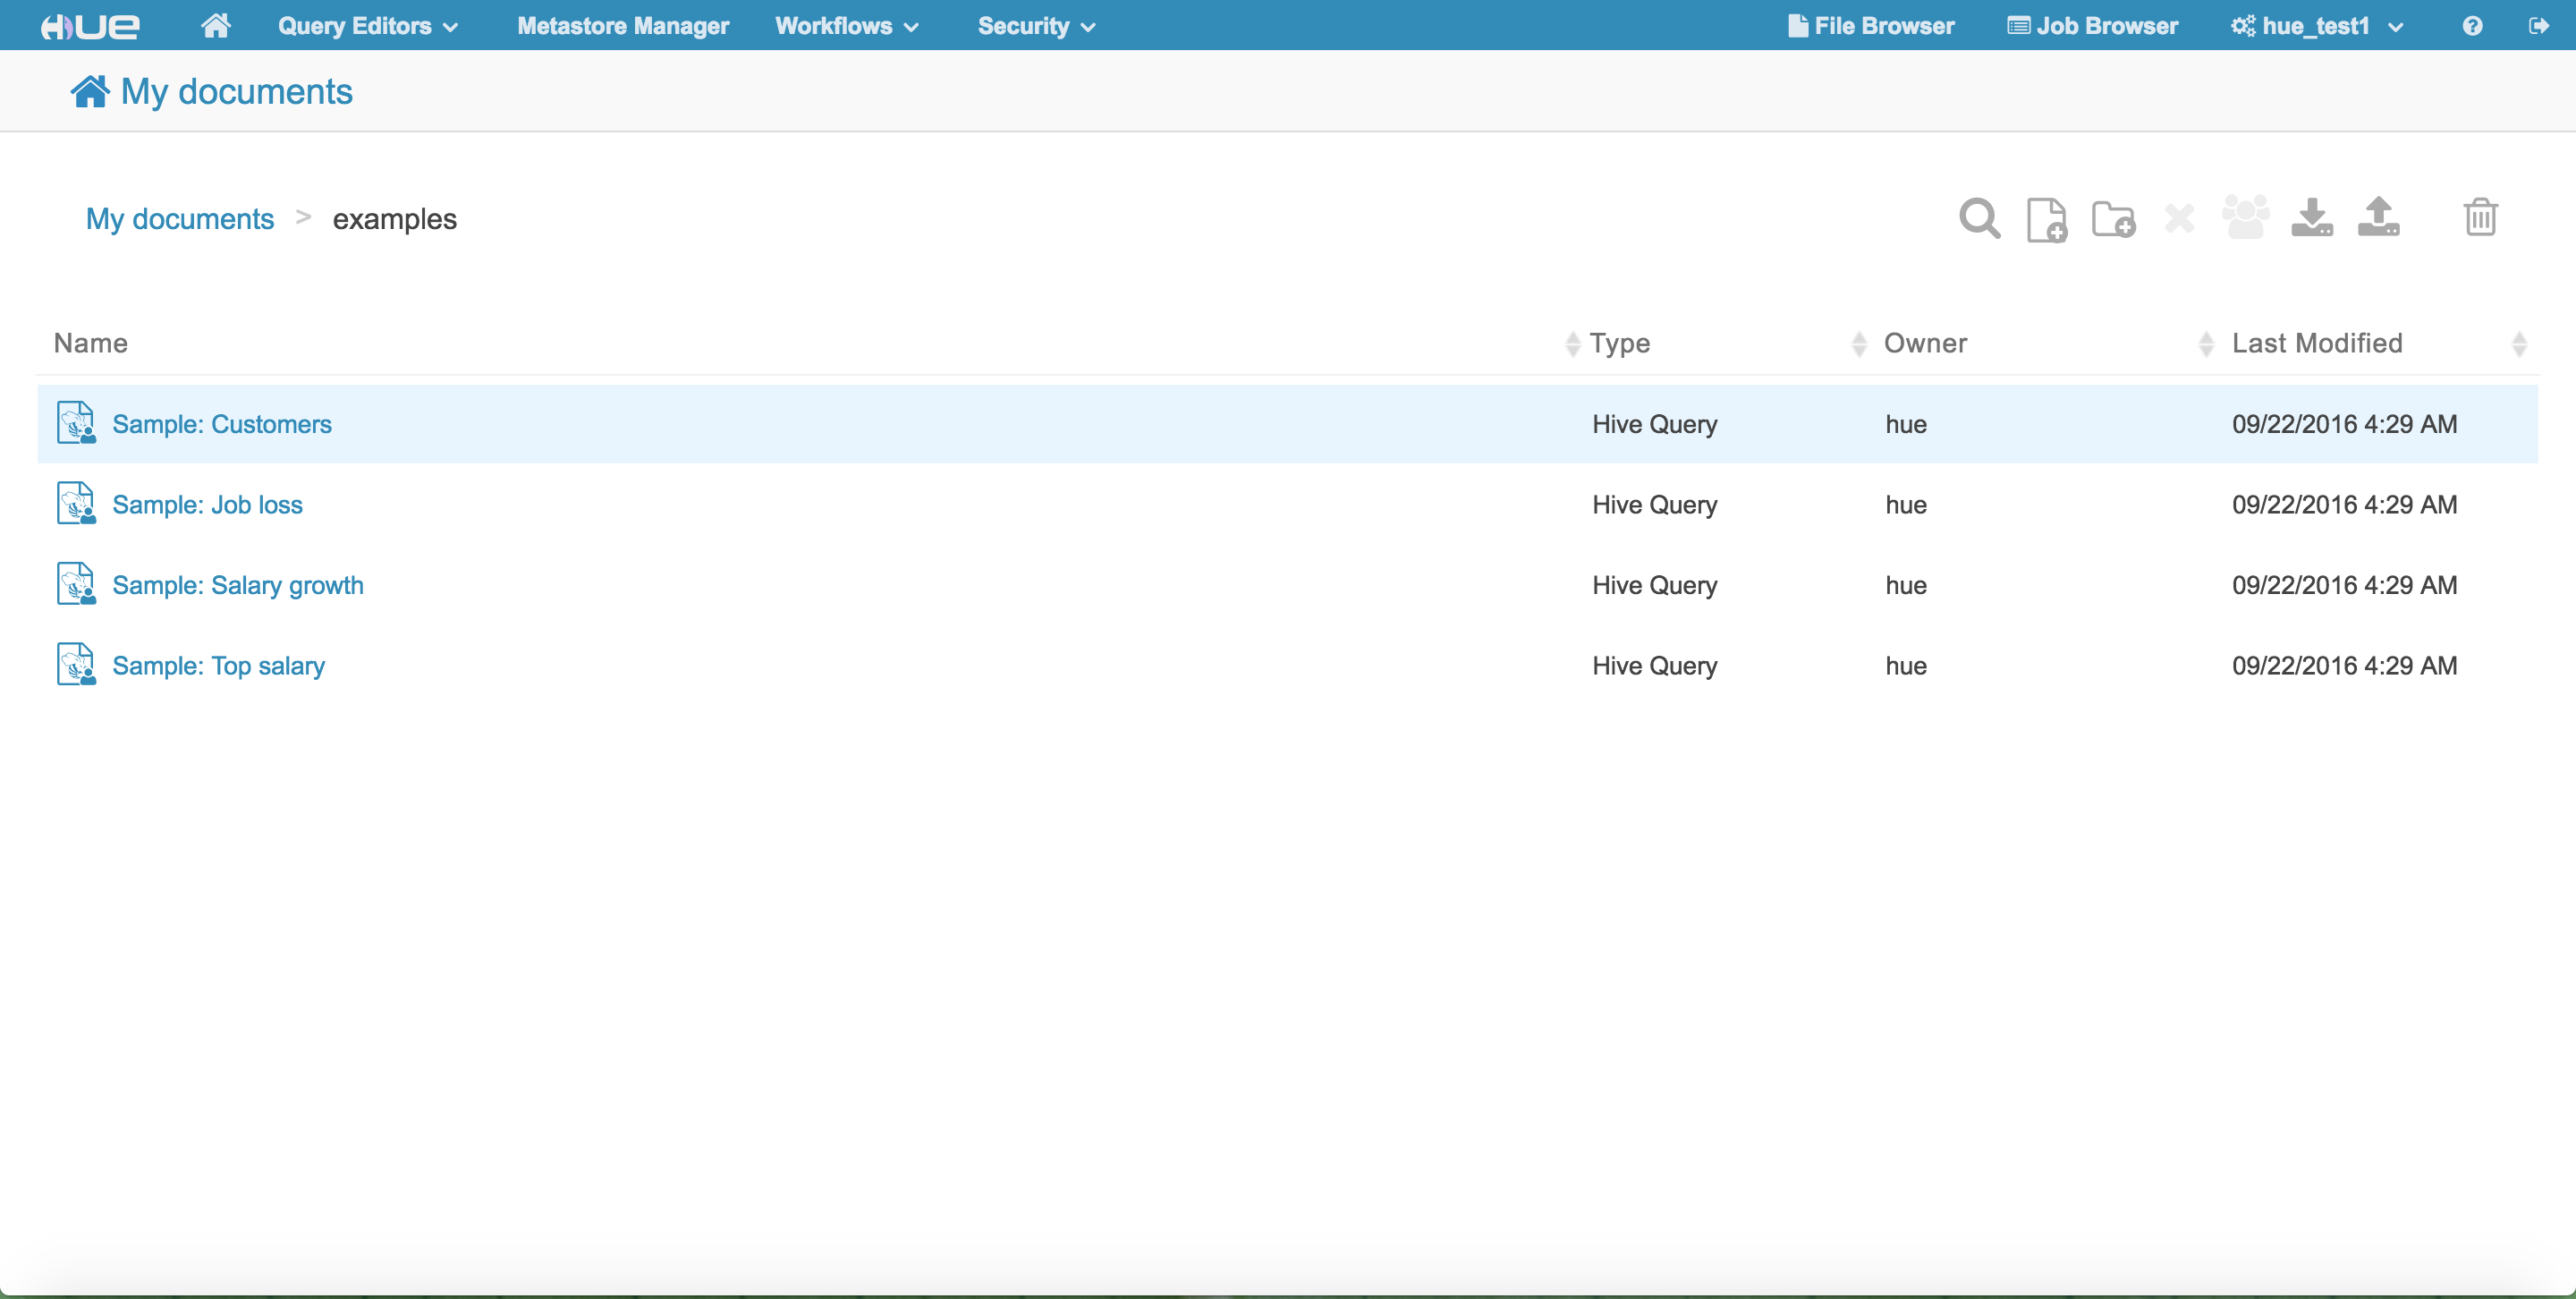 HUE Query Editors Metastore Manager Workflows Security File Browser Job Browser hue_test1
My documents
My documents > examples
Name Type Owner Last Modified
Sample: Customers Hive Query hue 09/22/2016 4:29 AM
Sample: Job loss Hive Query hue 09/22/2016 4:29 AM
Sample: Salary growth Hive Query hue 09/22/2016 4:29 AM
Sample: Top salary Hive Query hue 09/22/2016 4:29 AM